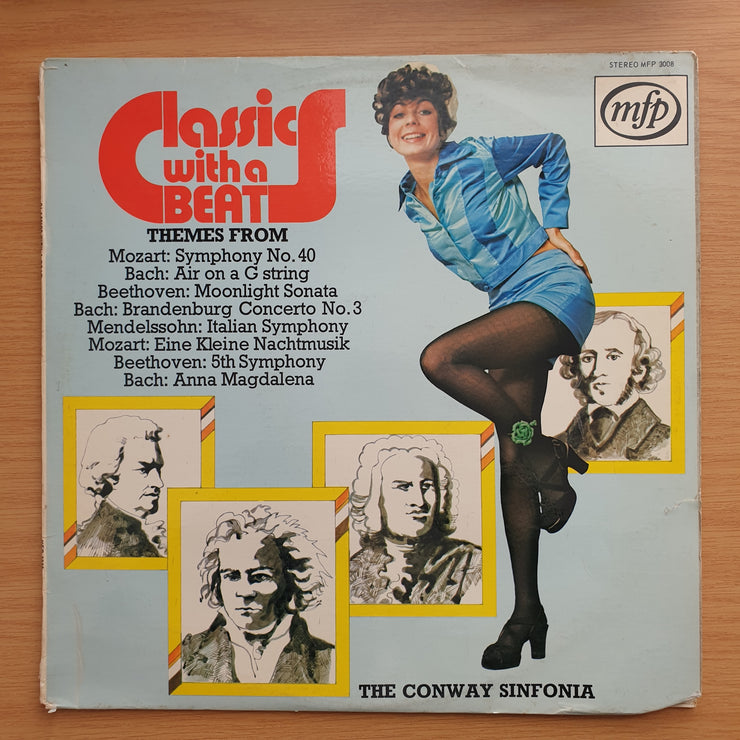 STEREO MFP 3008
mfp
Classics
with a
BEAT
THEMES FROM
Mozart: Symphony No. 40
Bach: Air on a G string
Beethoven: Moonlight Sonata
Bach: Brandenburg Concerto No. 3
Mendelssohn: Italian Symphony
Mozart: Eine Kleine Nachtmusik
Beethoven: 5th Symphony
Bach: Anna Magdalena
THE CONWAY SINFONIA